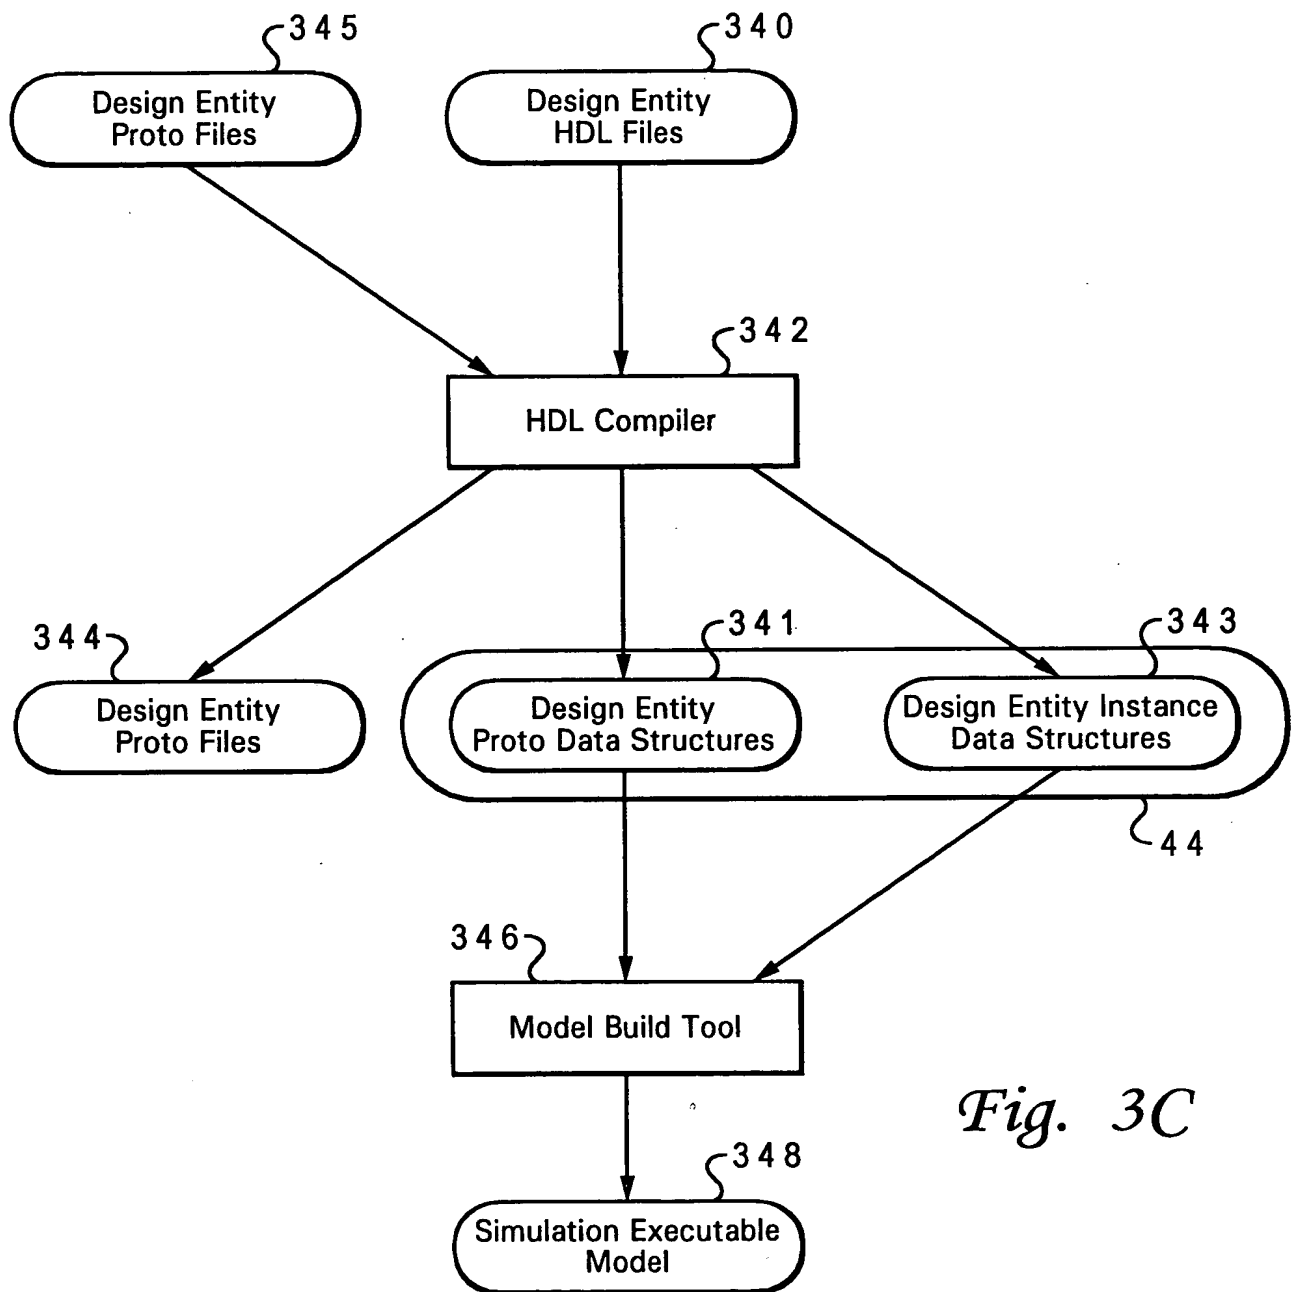 345
340
Design Entity
Proto Files
Design Entity
HDL Files
342
HDL Compiler
344
341
343
Design Entity
Proto Files
Design Entity
Proto Data Structures
Design Entity Instance
Data Structures
44
346
Model Build Tool
Fig. 3C
348
Simulation Executable
Model